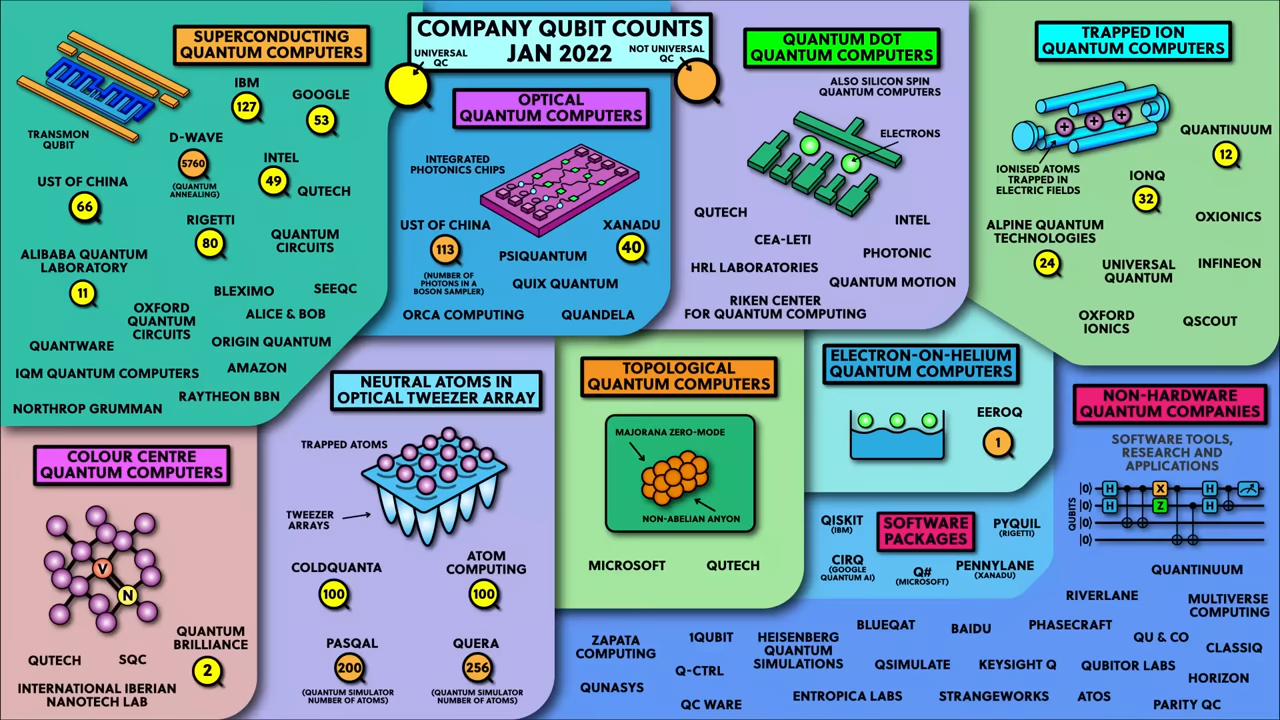 COMPANY QUBIT COUNTS
JAN 2022
UNIVERSAL
QC
NOT UNIVERSAL
QC
SUPERCONDUCTING
QUANTUM COMPUTERS
TRANSMON
QUBIT
IBM
127
GOOGLE
53
D-WAVE
5760
(QUANTUM
ANNEALING)
INTEL
49
QUTECH
UST OF CHINA
66
RIGETTI
80
QUANTUM
CIRCUITS
ALIBABA QUANTUM
LABORATORY
11
BLEXIMO
SEEQC
OXFORD
QUANTUM
CIRCUITS
ALICE & BOB
QUANTWARE
ORIGIN QUANTUM
IQM QUANTUM COMPUTERS
AMAZON
NORTHROP GRUMMAN
RAYTHEON BBN
OPTICAL
QUANTUM COMPUTERS
INTEGRATED
PHOTONICS CHIPS
UST OF CHINA
113
(NUMBER OF
PHOTONS IN A
BOSON SAMPLER)
XANADU
40
PSIQUANTUM
QUIX QUANTUM
ORCA COMPUTING
QUANDELA
QUANTUM DOT
QUANTUM COMPUTERS
ALSO SILICON SPIN
QUANTUM COMPUTERS
ELECTRONS
QUTECH
INTEL
CEA-LETI
PHOTONIC
HRL LABORATORIES
QUANTUM MOTION
RIKEN CENTER
FOR QUANTUM COMPUTING
TRAPPED ION
QUANTUM COMPUTERS
+
+
+
IONISED ATOMS
TRAPPED IN
ELECTRIC FIELDS
QUANTINUUM
12
IONQ
32
OXIONICS
ALPINE QUANTUM
TECHNOLOGIES
24
UNIVERSAL
QUANTUM
INFINEON
OXFORD
IONICS
QSCOUT
COLOUR CENTRE
QUANTUM COMPUTERS
V
N
QUANTUM
BRILLIANCE
2
QUTECH
SQC
INTERNATIONAL IBERIAN
NANOTECH LAB
NEUTRAL ATOMS IN
OPTICAL TWEEZER ARRAY
TRAPPED ATOMS
TWEEZER
ARRAYS
COLDQUANTA
100
ATOM
COMPUTING
100
PASQAL
200
(QUANTUM SIMULATOR
NUMBER OF ATOMS)
QUERA
256
(QUANTUM SIMULATOR
NUMBER OF ATOMS)
TOPOLOGICAL
QUANTUM COMPUTERS
MAJORANA ZERO-MODE
NON-ABELIAN ANYON
MICROSOFT
QUTECH
ELECTRON-ON-HELIUM
QUANTUM COMPUTERS
EEROQ
1
SOFTWARE
PACKAGES
QISKIT
(IBM)
PYQUIL
(RIGETTI)
CIRQ
(GOOGLE
QUANTUM AI)
Q#
(MICROSOFT)
PENNYLANE
(XANADU)
NON-HARDWARE
QUANTUM COMPANIES
SOFTWARE TOOLS,
RESEARCH AND
APPLICATIONS
QUBITS
|0⟩ H X H
|0⟩ H Z H
|0⟩
|0⟩
QUANTINUUM
RIVERLANE
MULTIVERSE
COMPUTING
BLUEQAT
BAIDU
PHASECRAFT
ZAPATA
COMPUTING
1QUBIT
HEISENBERG
QUANTUM
SIMULATIONS
QU & CO
CLASSIQ
Q-CTRL
QSIMULATE
KEYSIGHT Q
QUBITOR LABS
HORIZON
QUNASYS
QC WARE
ENTROPICA LABS
STRANGEWORKS
ATOS
PARITY QC